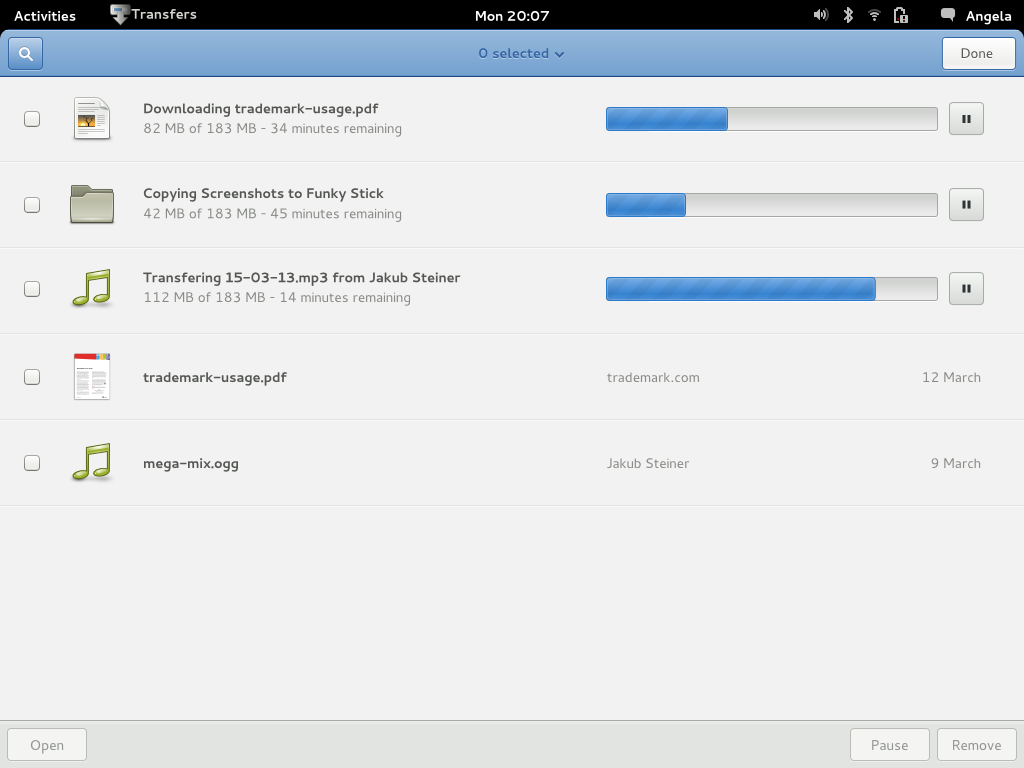 Activities
Transfers
Mon 20:07
Angela
0 selected
Done
Downloading trademark-usage.pdf
82 MB of 183 MB - 34 minutes remaining
Copying Screenshots to Funky Stick
42 MB of 183 MB - 45 minutes remaining
Transfering 15-03-13.mp3 from Jakub Steiner
112 MB of 183 MB - 14 minutes remaining
trademark-usage.pdf
trademark.com
12 March
mega-mix.ogg
Jakub Steiner
9 March
Open
Pause
Remove